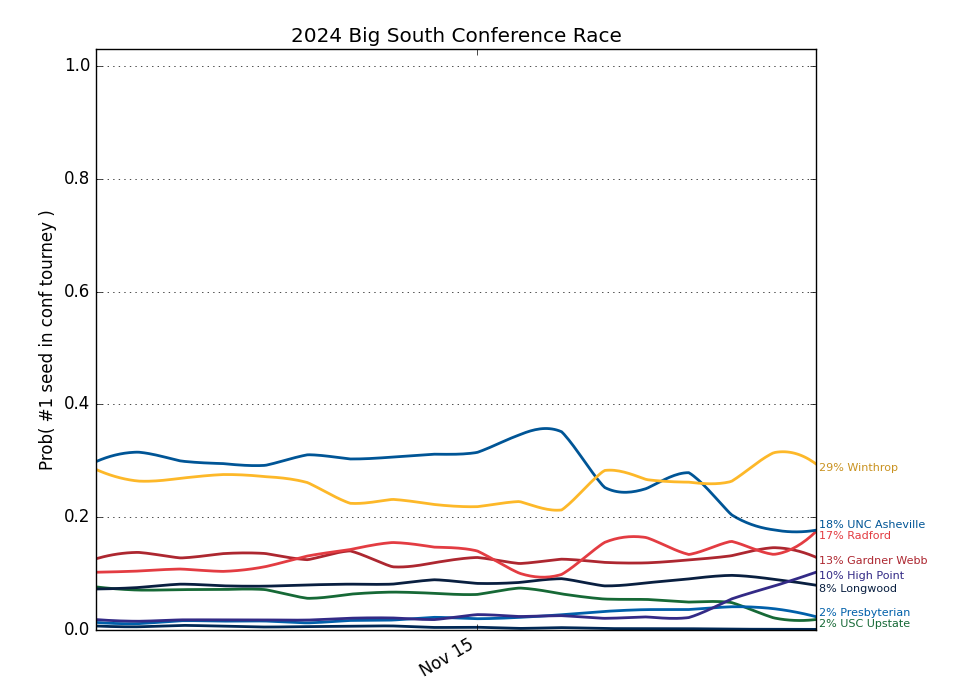 2024 Big South Conference Race
Prob( #1 seed in conf tourney )
1.0
0.8
0.6
0.4
0.2
0.0
Nov 15
29% Winthrop
18% UNC Asheville
17% Radford
13% Gardner Webb
10% High Point
8% Longwood
2% Presbyterian
2% USC Upstate